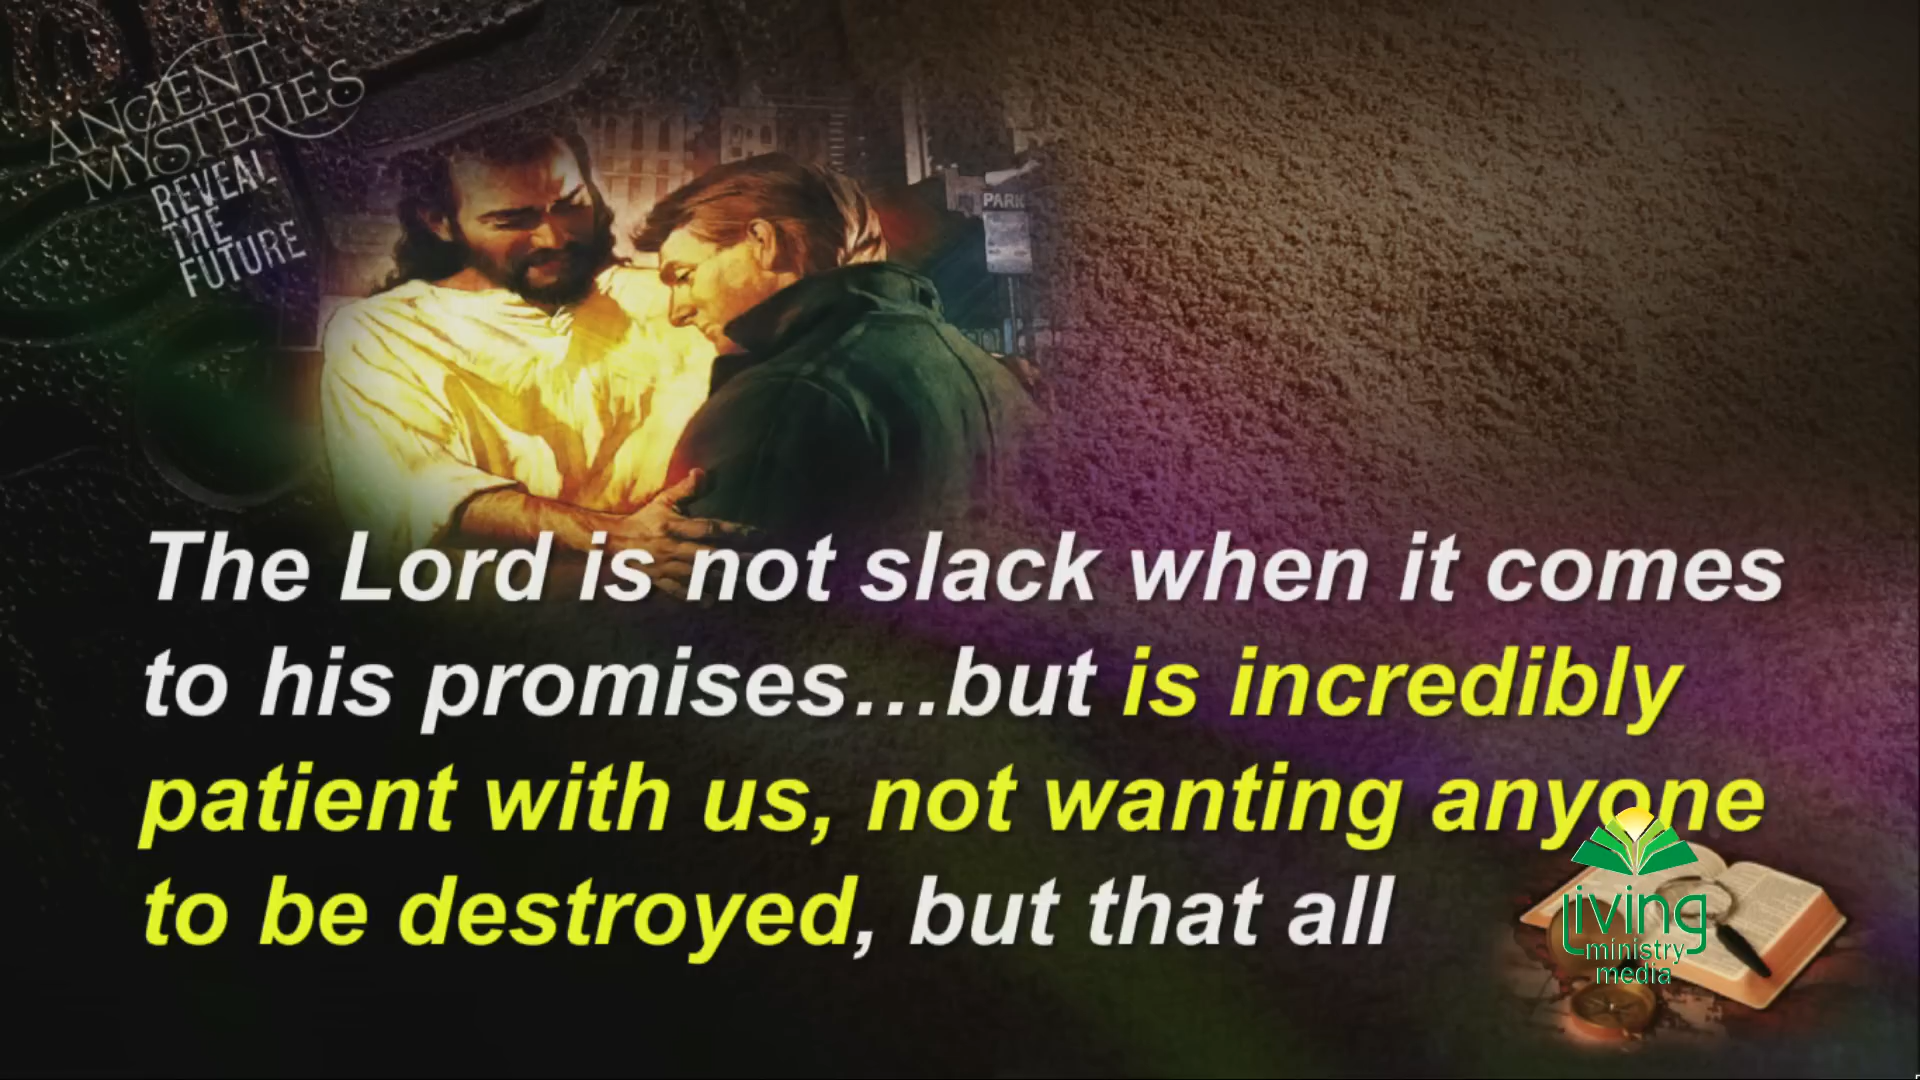 ANCIENT
MYSTERIES
REVEAL
THE
FUTURE
PARK
The Lord is not slack when it comes
to his promises…but is incredibly
patient with us, not wanting anyone
to be destroyed, but that all
Living
ministry
media